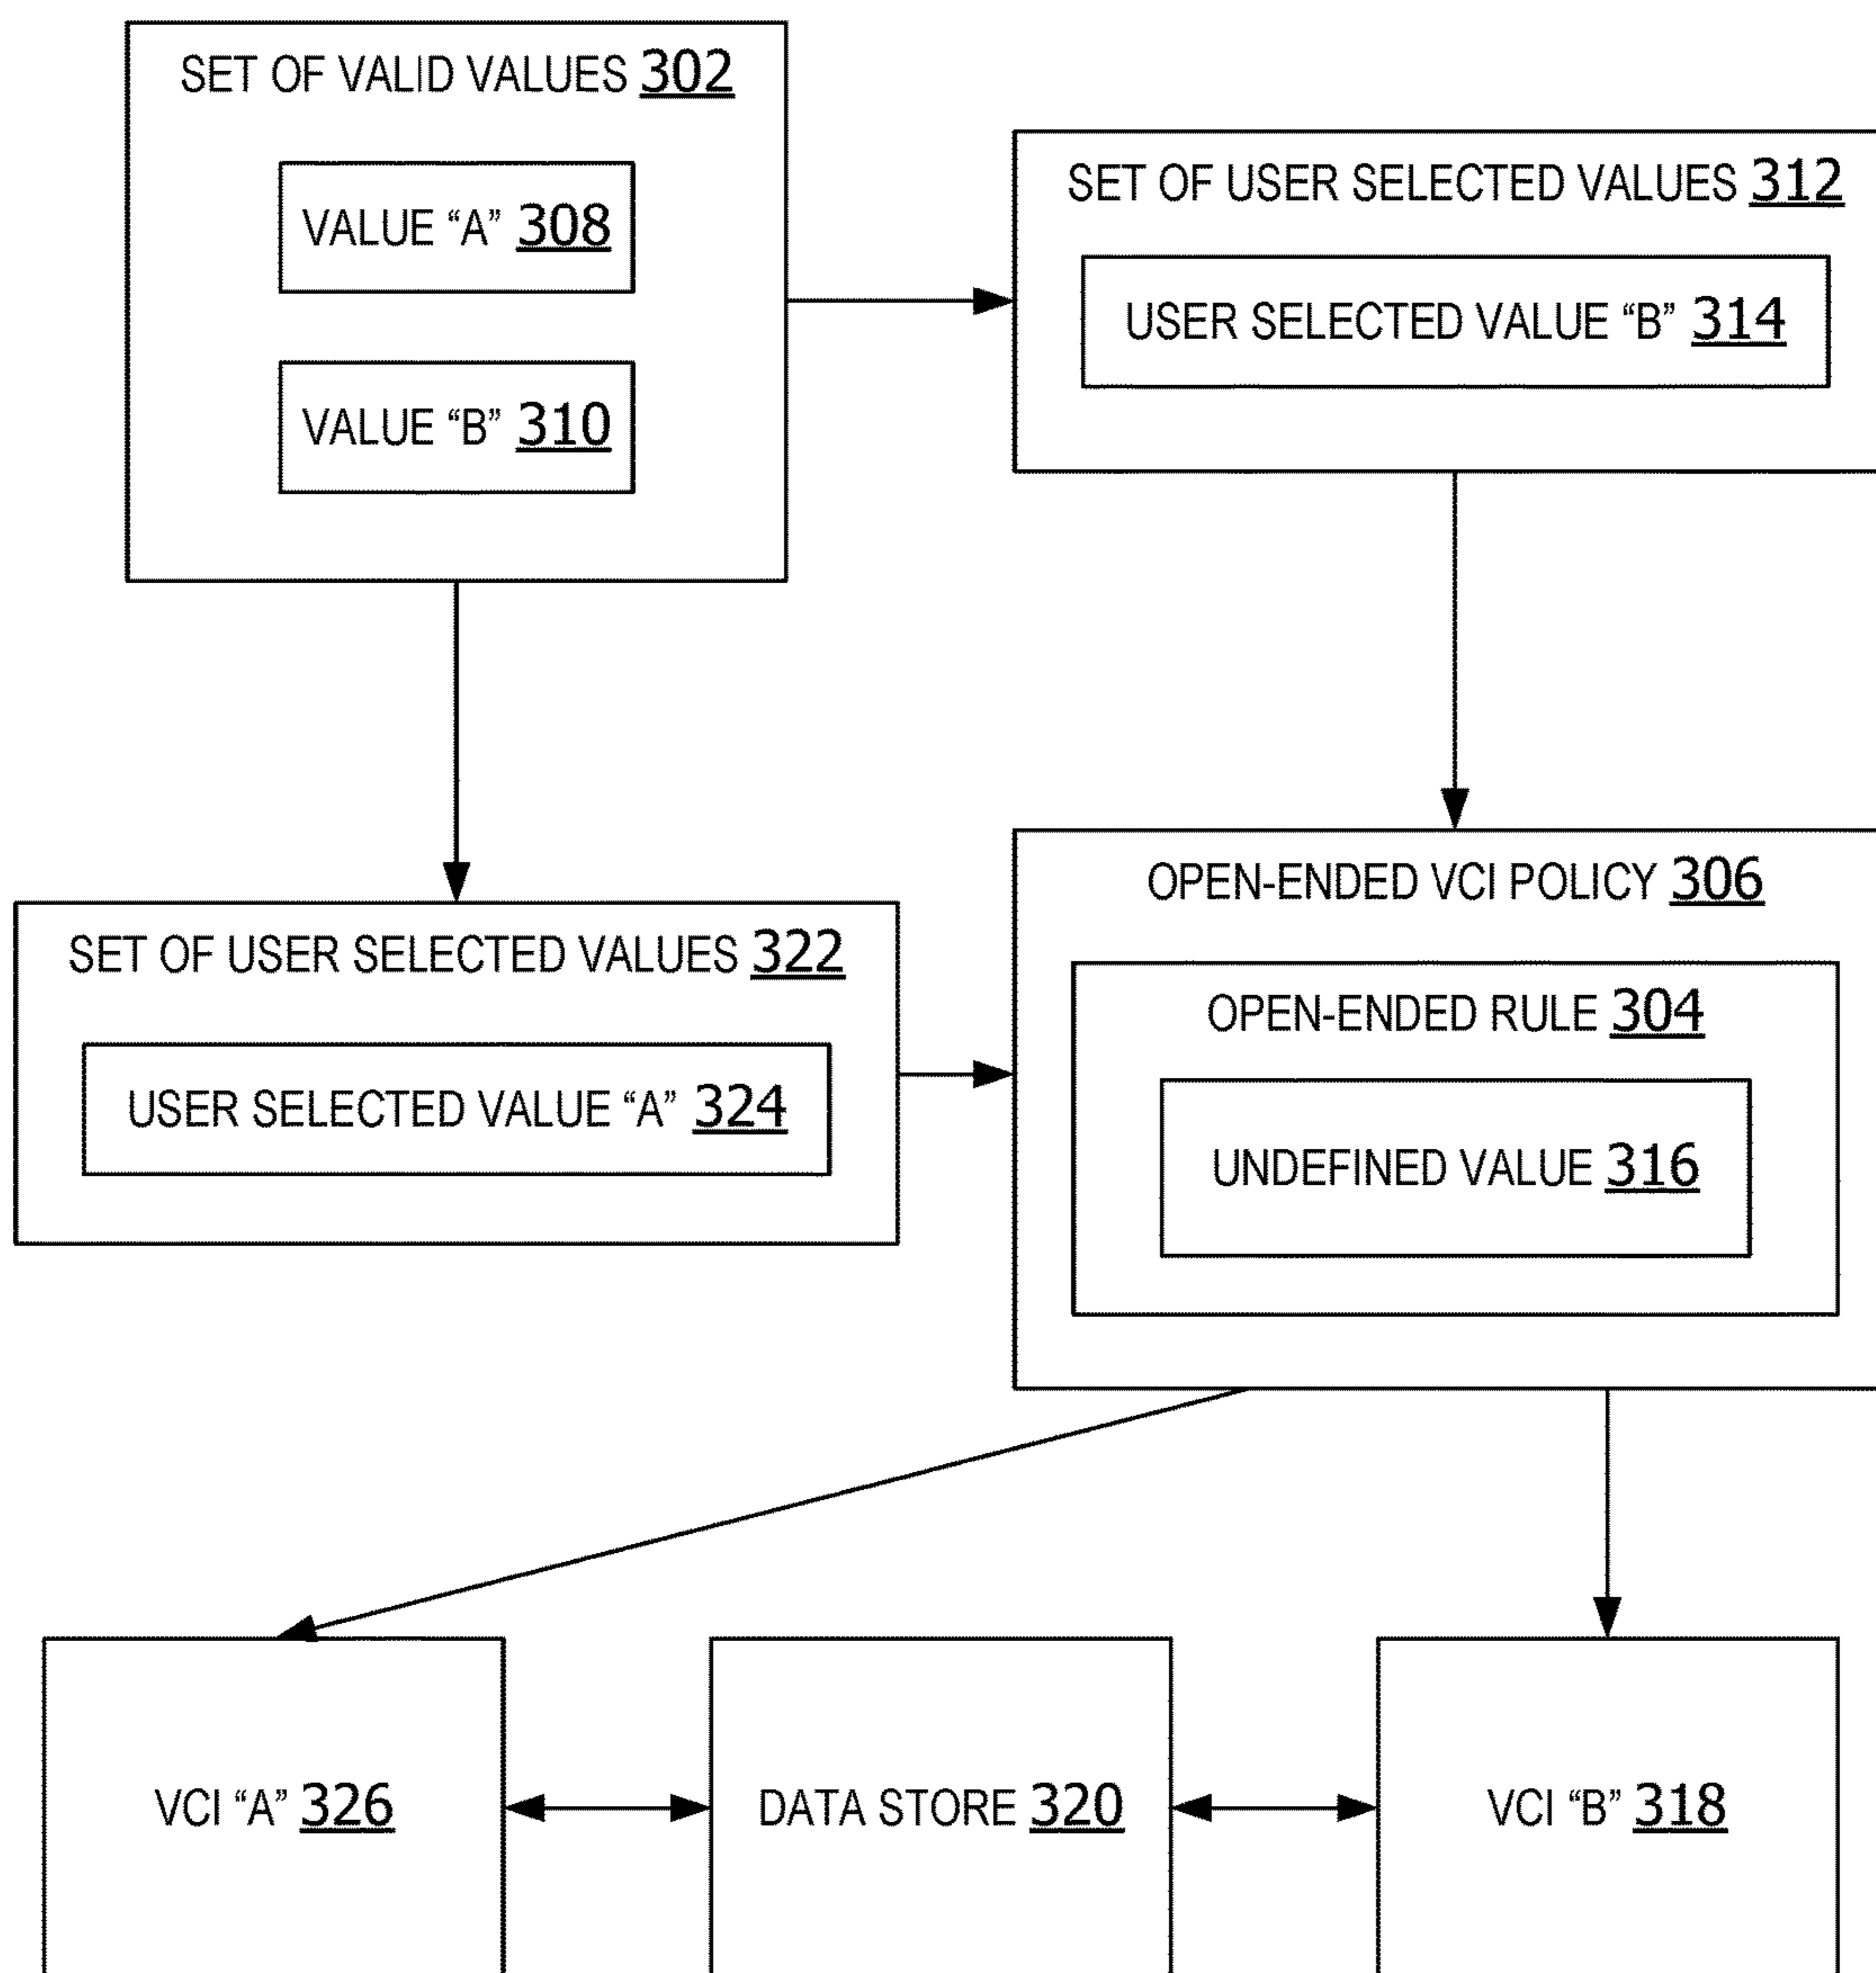 SET OF VALID VALUES 302
VALUE “A” 308
VALUE “B” 310
SET OF USER SELECTED VALUES 312
USER SELECTED VALUE “B” 314
SET OF USER SELECTED VALUES 322
USER SELECTED VALUE “A” 324
OPEN-ENDED VCI POLICY 306
OPEN-ENDED RULE 304
UNDEFINED VALUE 316
VCI “A” 326
DATA STORE 320
VCI “B” 318